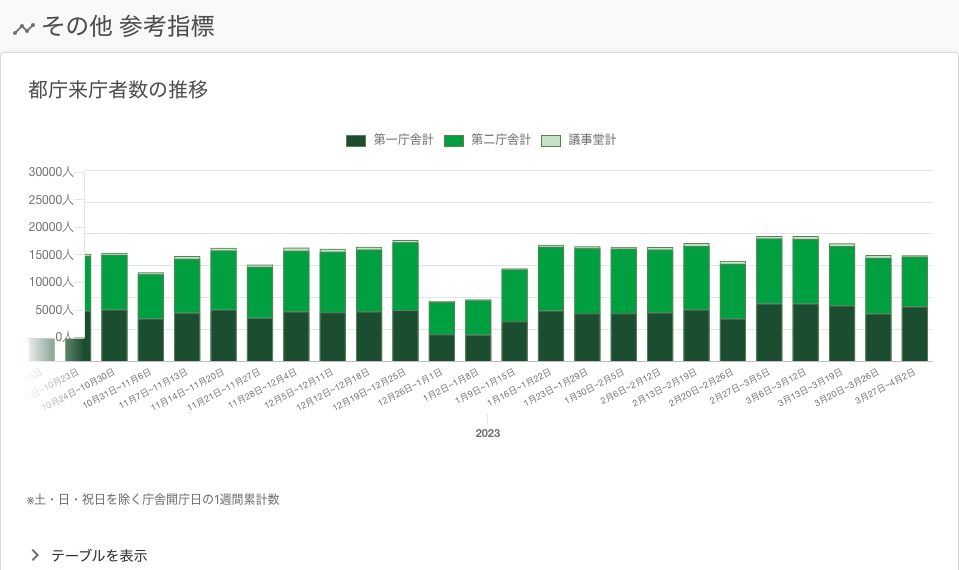 その他 参考指標
都庁来庁者数の推移
第一庁舎計 第二庁舎計 議事堂計
30000人
25000人
20000人
15000人
10000人
5000人
0人
10月24日~10月30日
10月31日~11月6日
11月7日~11月13日
11月14日~11月20日
11月21日~11月27日
11月28日~12月4日
12月5日~12月11日
12月12日~12月18日
12月19日~12月25日
12月26日~1月1日
1月2日~1月8日
1月9日~1月15日
1月16日~1月22日
1月23日~1月29日
1月30日~2月5日
2月6日~2月12日
2月13日~2月19日
2月20日~2月26日
2月27日~3月5日
3月6日~3月12日
3月13日~3月19日
3月20日~3月26日
3月27日~4月2日
2023
※土・日・祝日を除く庁舎開庁日の1週間累計数
テーブルを表示